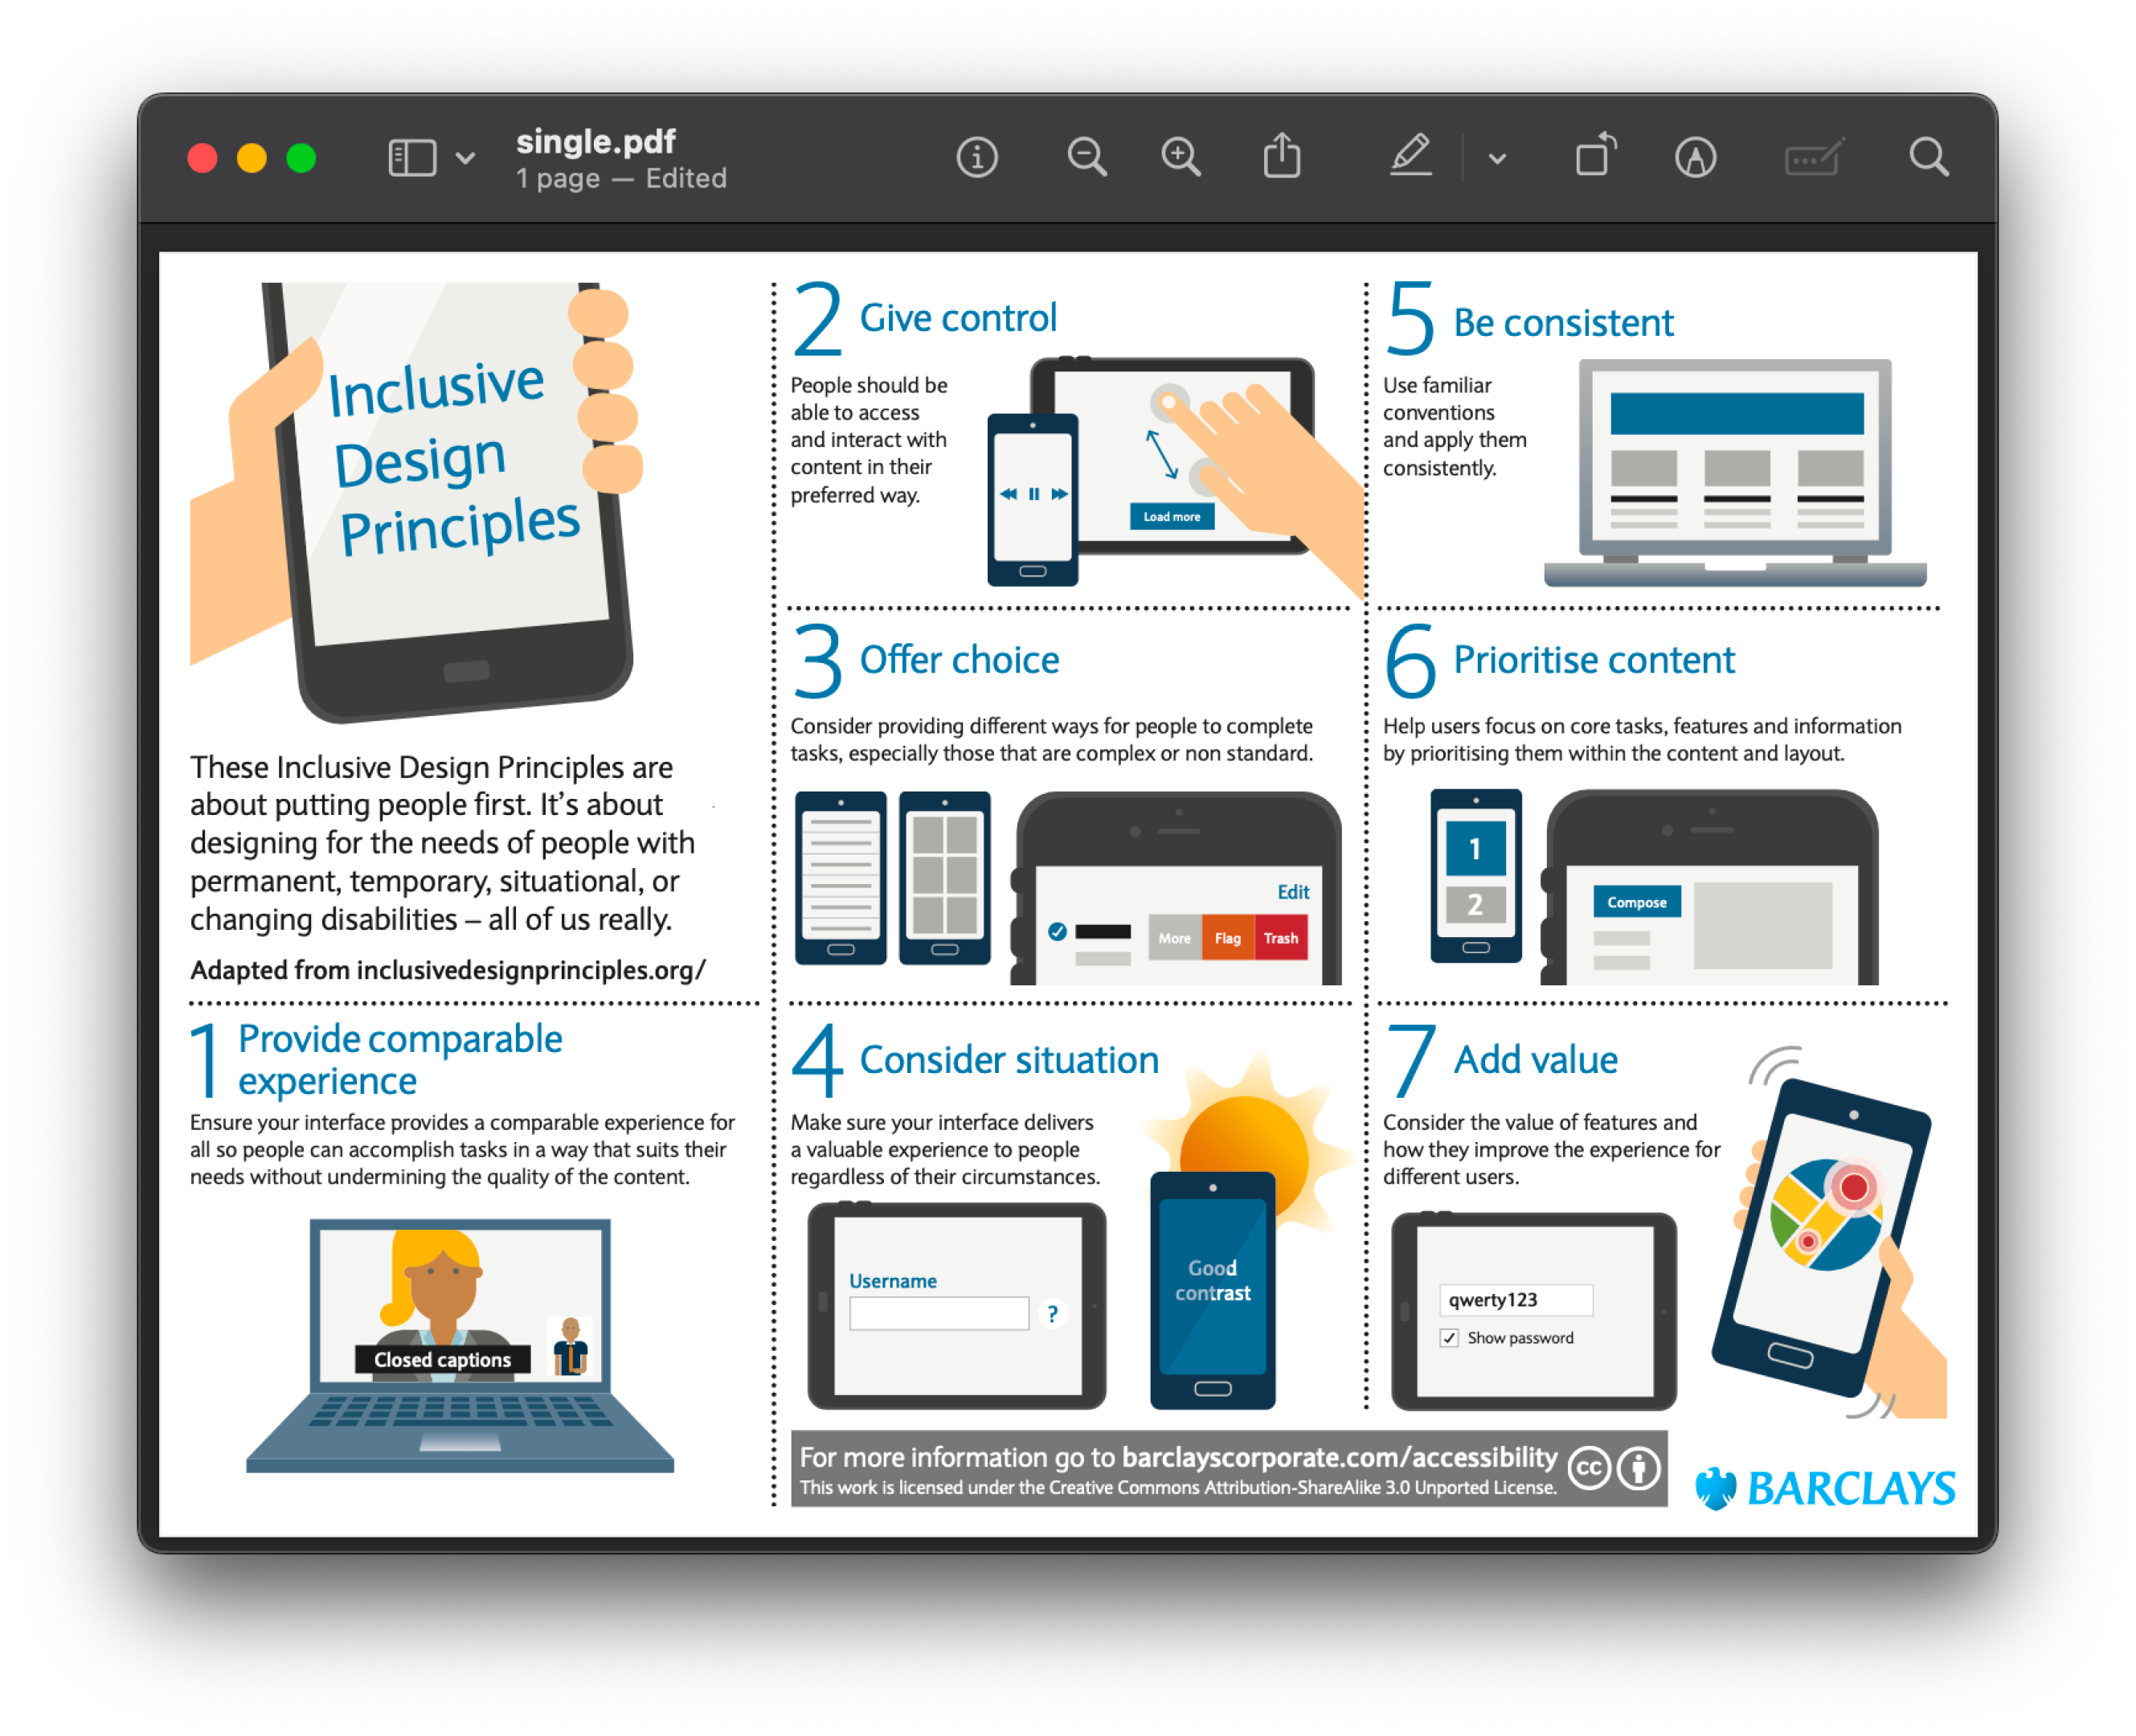 single.pdf
1 page — Edited
Inclusive
Design
Principles
These Inclusive Design Principles are
about putting people first. It's about
designing for the needs of people with
permanent, temporary, situational, or
changing disabilities – all of us really.
Adapted from inclusivedesignprinciples.org/
1 Provide comparable
experience
Ensure your interface provides a comparable experience for
all so people can accomplish tasks in a way that suits their
needs without undermining the quality of the content.
Closed captions
2 Give control
People should be
able to access
and interact with
content in their
preferred way.
Load more
3 Offer choice
Consider providing different ways for people to complete
tasks, especially those that are complex or non standard.
Edit
More Flag Trash
4 Consider situation
Make sure your interface delivers
a valuable experience to people
regardless of their circumstances.
Username
?
Good
contrast
5 Be consistent
Use familiar
conventions
and apply them
consistently.
6 Prioritise content
Help users focus on core tasks, features and information
by prioritising them within the content and layout.
1
2
Compose
7 Add value
Consider the value of features and
how they improve the experience for
different users.
qwerty123
Show password
For more information go to barclayscorporate.com/accessibility
This work is licensed under the Creative Commons Attribution-ShareAlike 3.0 Unported License.
cc
BARCLAYS